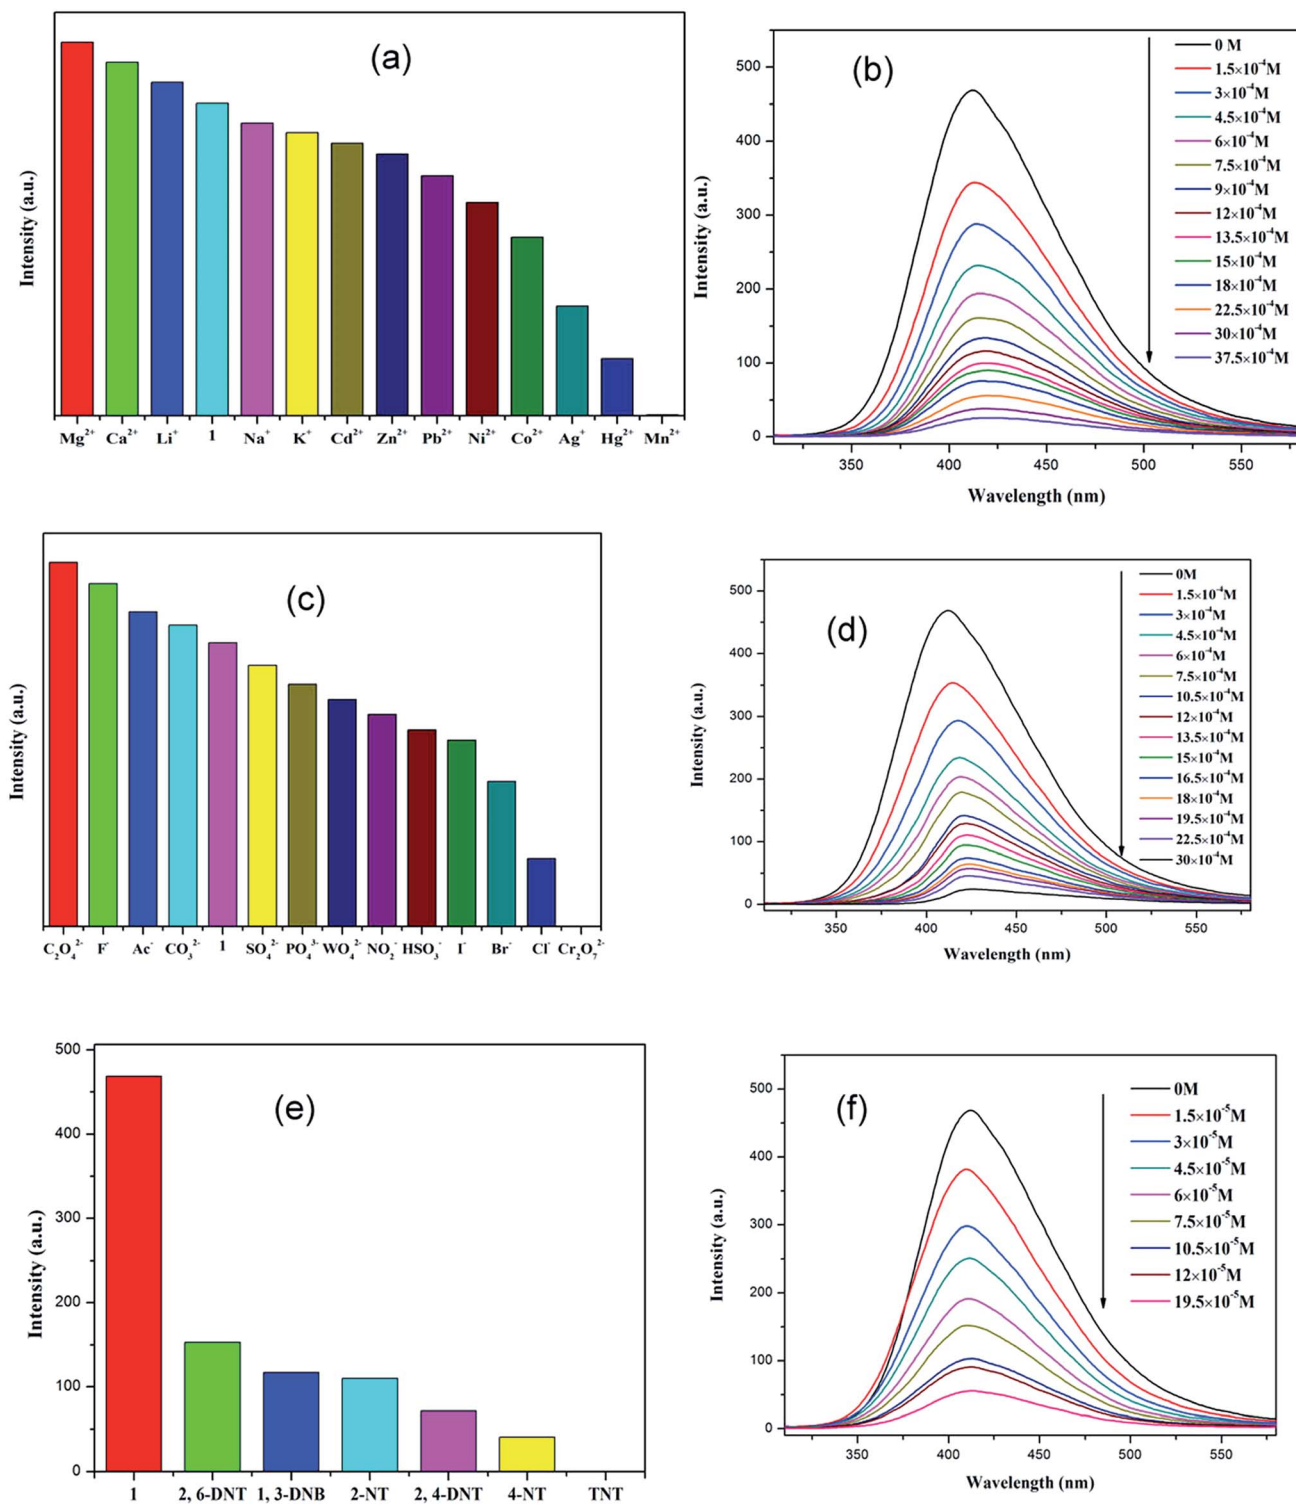 (a)
Intensity (a.u.)
Mg²⁺ Ca²⁺ Li⁺ 1 Na⁺ K⁺ Cd²⁺ Zn²⁺ Pb²⁺ Ni²⁺ Co²⁺ Ag⁺ Hg²⁺ Mn²⁺
(b)
Intensity (a.u.)
500
400
300
200
100
0
350 400 450 500 550
Wavelength (nm)
0 M
1.5×10⁻⁴M
3×10⁻⁴M
4.5×10⁻⁴M
6×10⁻⁴M
7.5×10⁻⁴M
9×10⁻⁴M
12×10⁻⁴M
13.5×10⁻⁴M
15×10⁻⁴M
18×10⁻⁴M
22.5×10⁻⁴M
30×10⁻⁴M
37.5×10⁻⁴M
(c)
Intensity (a.u.)
C₂O₄²⁻ F⁻ Ac⁻ CO₃²⁻ 1 SO₄²⁻ PO₄³⁻ WO₄²⁻ NO₂⁻ HSO₃⁻ I⁻ Br⁻ Cl⁻ Cr₂O₇²⁻
(d)
Intensity (a.u.)
500
400
300
200
100
0
350 400 450 500 550
Wavelength (nm)
0M
1.5×10⁻⁴M
3×10⁻⁴M
4.5×10⁻⁴M
6×10⁻⁴M
7.5×10⁻⁴M
10.5×10⁻⁴M
12×10⁻⁴M
13.5×10⁻⁴M
15×10⁻⁴M
16.5×10⁻⁴M
18×10⁻⁴M
19.5×10⁻⁴M
22.5×10⁻⁴M
30×10⁻⁴M
(e)
Intensity (a.u.)
500
400
300
200
100
0
1 2, 6-DNT 1, 3-DNB 2-NT 2, 4-DNT 4-NT TNT
(f)
Intensity (a.u.)
500
400
300
200
100
0
350 400 450 500 550
Wavelength (nm)
0M
1.5×10⁻⁵M
3×10⁻⁵M
4.5×10⁻⁵M
6×10⁻⁵M
7.5×10⁻⁵M
10.5×10⁻⁵M
12×10⁻⁵M
19.5×10⁻⁵M